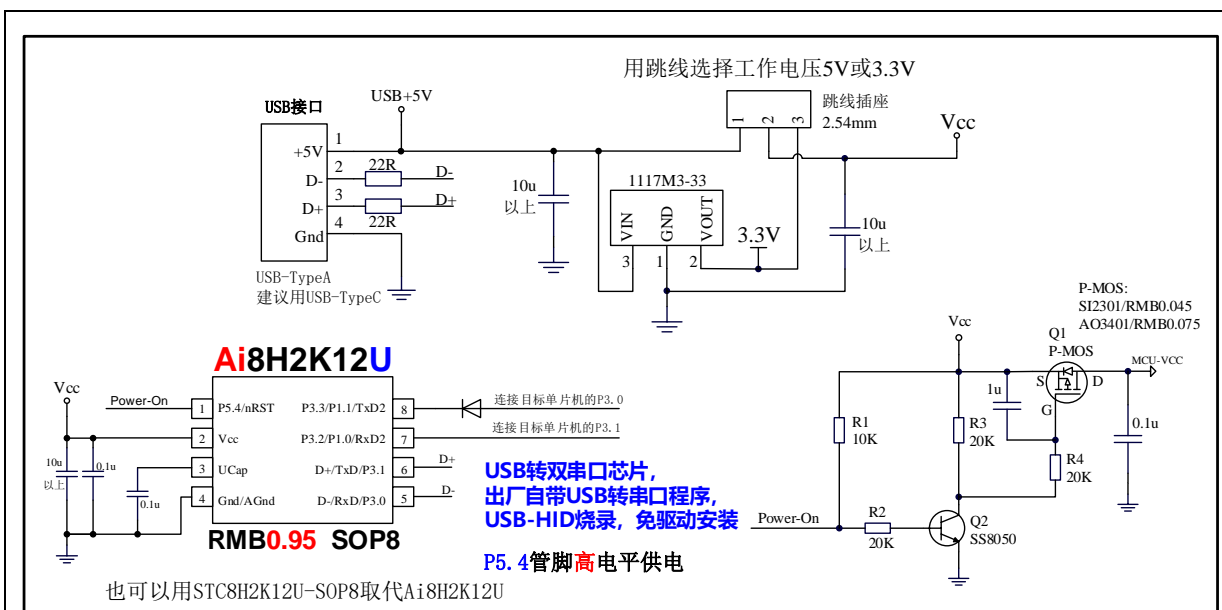 用跳线选择工作电压5V或3.3V
USB接口
USB+5V
跳线插座
2.54mm
1
2
3
Vcc
+5V
1
D-
2
22R
D-
D+
3
22R
D+
Gnd
4
USB-TypeA
建议用USB-TypeC
10u
以上
1117M3-33
VIN
GND
VOUT
3
1
2
3.3V
10u
以上
Ai8H2K12U
Vcc
Power-On
1
P5.4/nRST
2
Vcc
3
UCap
4
Gnd/AGnd
P3.3/P1.1/TxD2
8
P3.2/P1.0/RxD2
7
D+/TxD/P3.1
6
D-/RxD/P3.0
5
连接目标单片机的P3.0
连接目标单片机的P3.1
D+
D-
10u
以上
0.1u
0.1u
RMB0.95 SOP8
也可以用STC8H2K12U-SOP8取代Ai8H2K12U
USB转双串口芯片,
出厂自带USB转串口程序,
USB-HID烧录，免驱动安装
P5.4管脚高电平供电
P-MOS:
SI2301/RMB0.045
AO3401/RMB0.075
Vcc
Q1
P-MOS
S
D
G
MCU-VCC
1u
0.1u
R1
10K
R3
20K
R4
20K
Power-On
R2
20K
Q2
SS8050